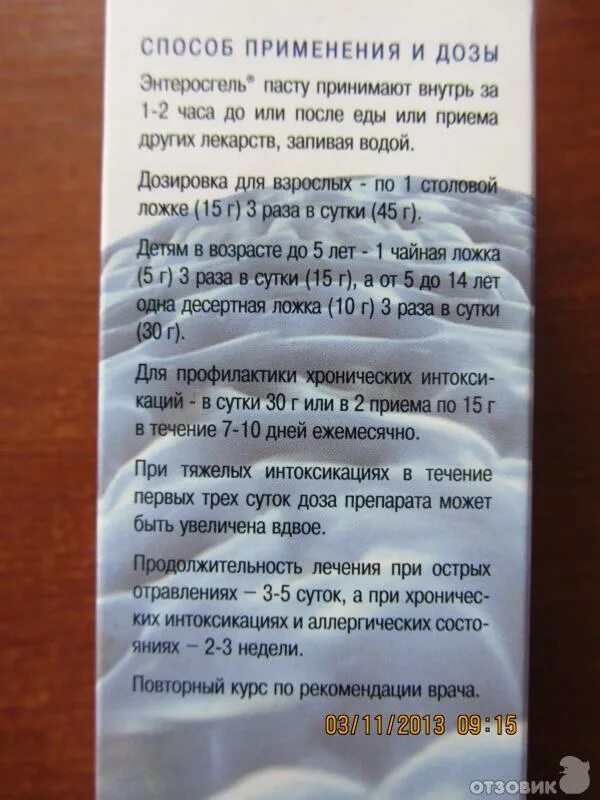 СПОСОБ ПРИМЕНЕНИЯ И ДОЗЫ
Энтеросгель® пасту принимают внутрь за
1-2 часа до или после еды или приема
других лекарств, запивая водой.
Дозировка для взрослых - по 1 столовой
ложке (15 г) 3 раза в сутки (45 г).
Детям в возрасте до 5 лет - 1 чайная ложка
(5 г) 3 раза в сутки (15 г), а от 5 до 14 лет
одна десертная ложка (10 г) 3 раза в сутки
(30 г).
Для профилактики хронических интокси-
каций - в сутки 30 г или в 2 приема по 15 г
в течение 7-10 дней ежемесячно.
При тяжелых интоксикациях в течение
первых трех суток доза препарата может
быть увеличена вдвое.
Продолжительность лечения при острых
отравлениях – 3-5 суток, а при хроничес-
ких интоксикациях и аллергических состо-
яниях – 2-3 недели.
Повторный курс по рекомендации врача.
03/11/2013 09:15
ОТЗОВИК